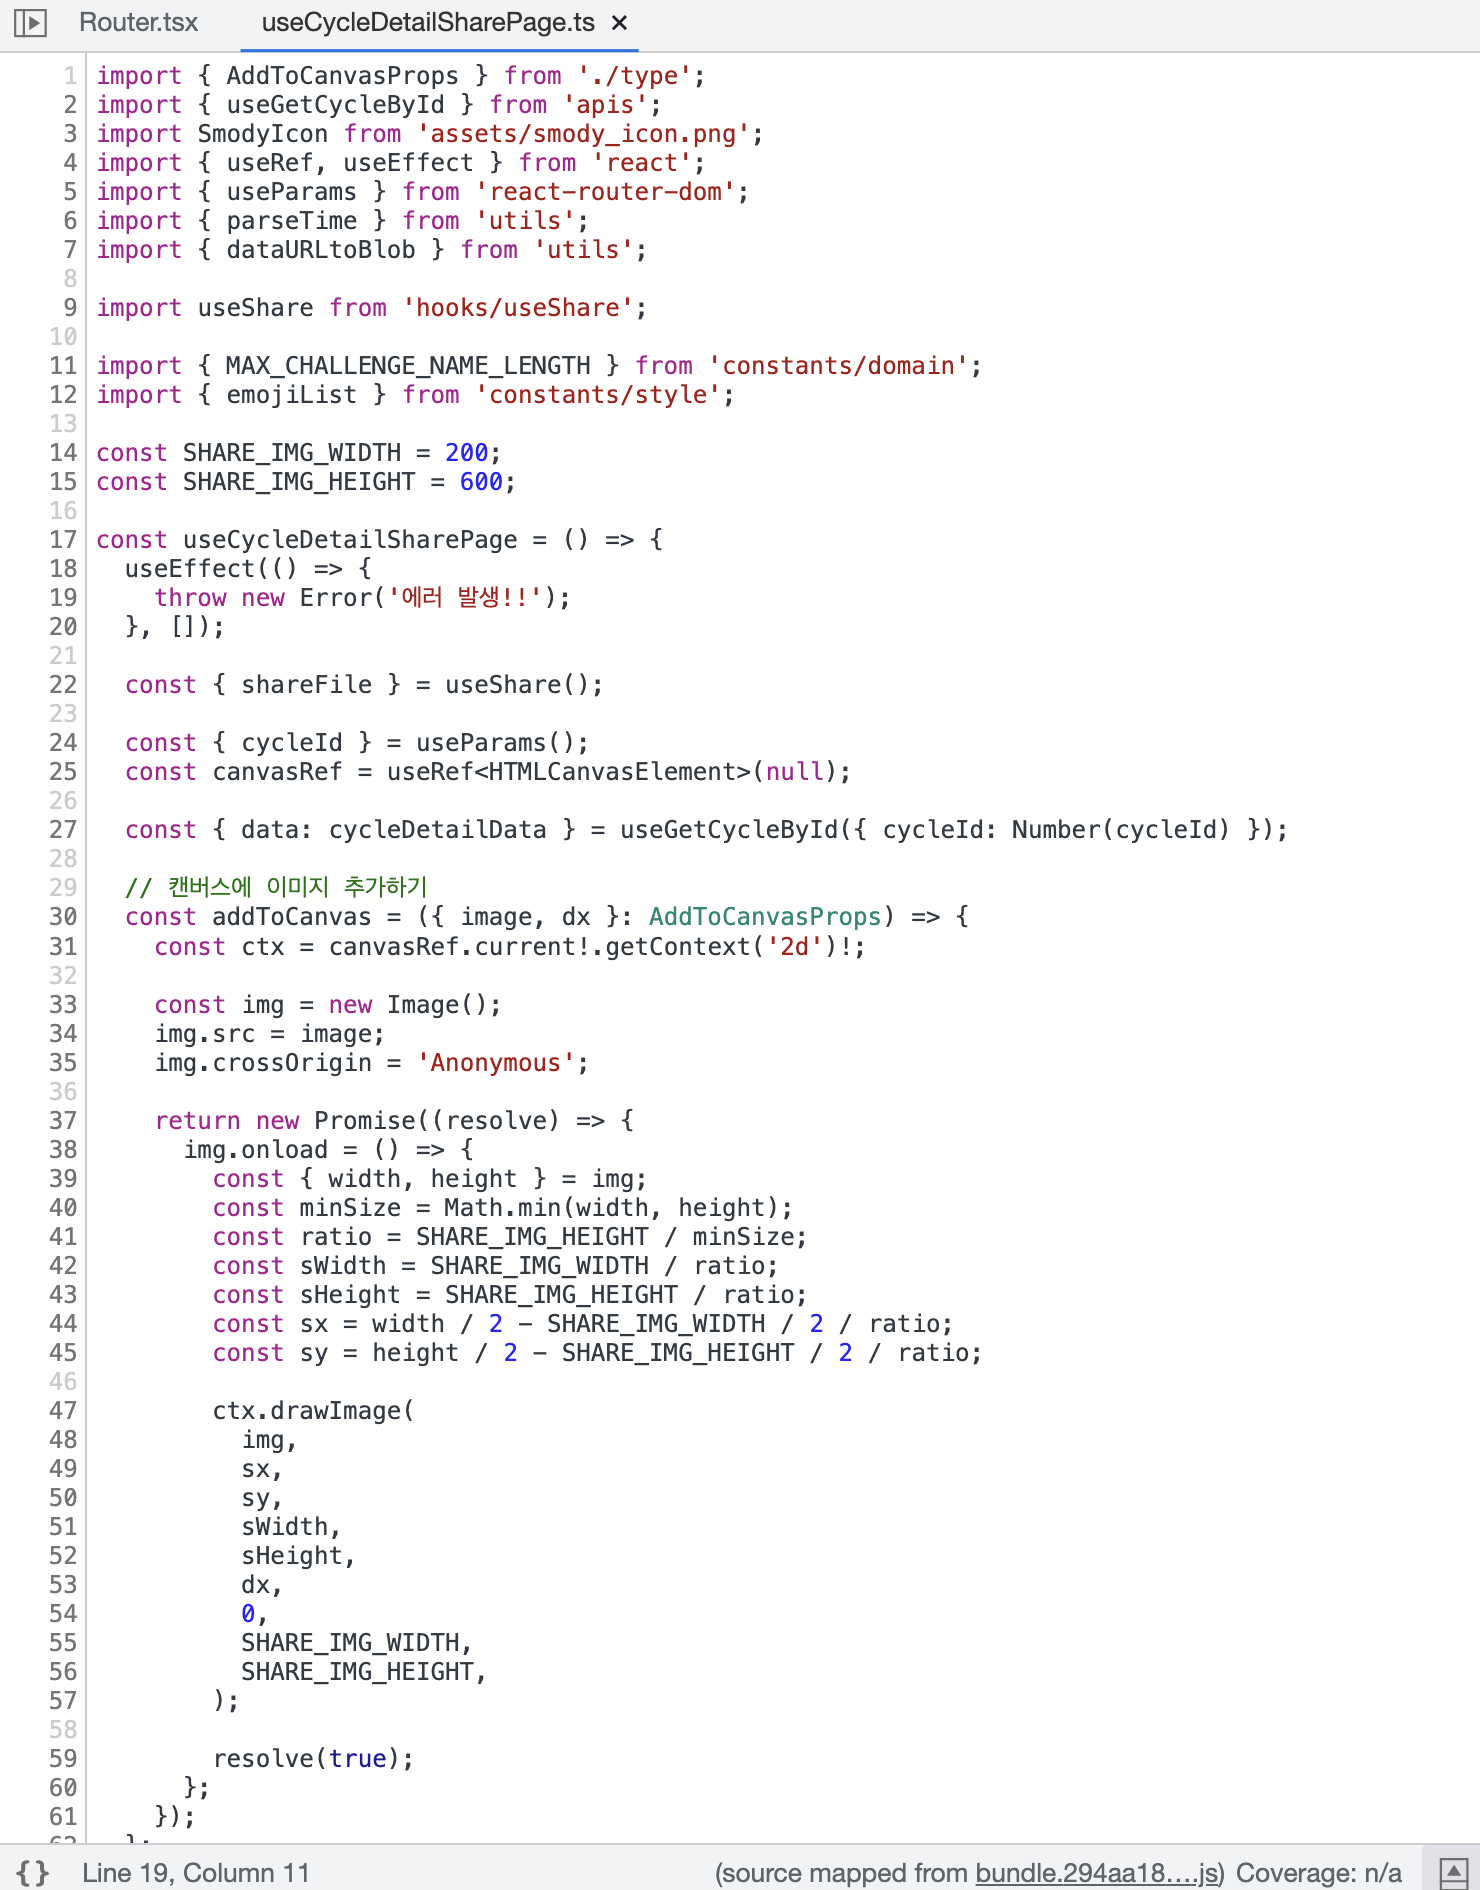 Router.tsx useCycleDetailSharePage.ts ×
1 import { AddToCanvasProps } from './type';
2 import { useGetCycleById } from 'apis';
3 import SmodyIcon from 'assets/smody_icon.png';
4 import { useRef, useEffect } from 'react';
5 import { useParams } from 'react-router-dom';
6 import { parseTime } from 'utils';
7 import { dataURLtoBlob } from 'utils';
8
9 import useShare from 'hooks/useShare';
10
11 import { MAX_CHALLENGE_NAME_LENGTH } from 'constants/domain';
12 import { emojiList } from 'constants/style';
13
14 const SHARE_IMG_WIDTH = 200;
15 const SHARE_IMG_HEIGHT = 600;
16
17 const useCycleDetailSharePage = () => {
18   useEffect(() => {
19     throw new Error('에러 발생!!');
20   }, []);
21
22   const { shareFile } = useShare();
23
24   const { cycleId } = useParams();
25   const canvasRef = useRef<HTMLCanvasElement>(null);
26
27   const { data: cycleDetailData } = useGetCycleById({ cycleId: Number(cycleId) });
28
29   // 캔버스에 이미지 추가하기
30   const addToCanvas = ({ image, dx }: AddToCanvasProps) => {
31     const ctx = canvasRef.current!.getContext('2d')!;
32
33     const img = new Image();
34     img.src = image;
35     img.crossOrigin = 'Anonymous';
36
37     return new Promise((resolve) => {
38       img.onload = () => {
39         const { width, height } = img;
40         const minSize = Math.min(width, height);
41         const ratio = SHARE_IMG_HEIGHT / minSize;
42         const sWidth = SHARE_IMG_WIDTH / ratio;
43         const sHeight = SHARE_IMG_HEIGHT / ratio;
44         const sx = width / 2 - SHARE_IMG_WIDTH / 2 / ratio;
45         const sy = height / 2 - SHARE_IMG_HEIGHT / 2 / ratio;
46
47         ctx.drawImage(
48           img,
49           sx,
50           sy,
51           sWidth,
52           sHeight,
53           dx,
54           0,
55           SHARE_IMG_WIDTH,
56           SHARE_IMG_HEIGHT,
57         );
58
59         resolve(true);
60       };
61     });
{} Line 19, Column 11 (source mapped from bundle.294aa18....js) Coverage: n/a